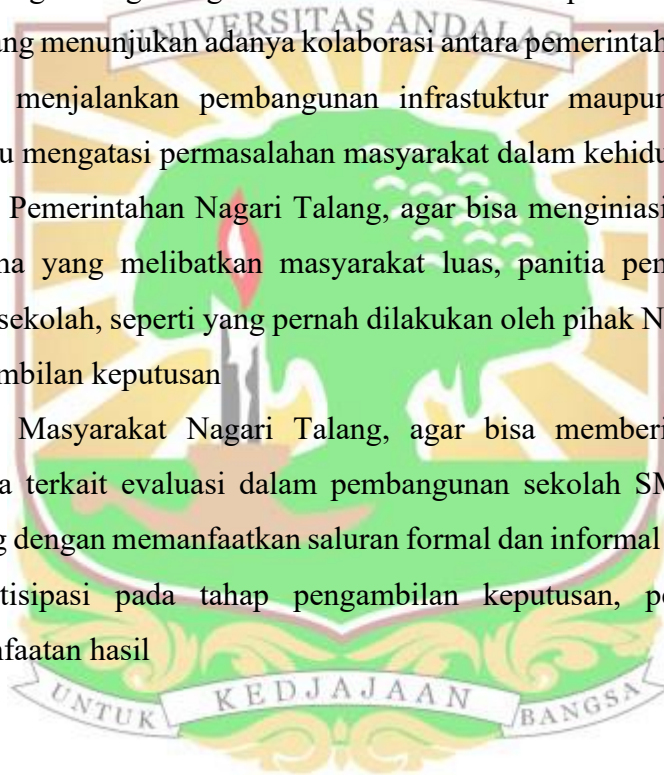 UNIVERSITAS ANDALAS
ang menunjukan adanya kolaborasi antara pemerintah
menjalankan pembangunan infrastuktur maupun
u mengatasi permasalahan masyarakat dalam kehidu
Pemerintahan Nagari Talang, agar bisa menginiasi
na yang melibatkan masyarakat luas, panitia pen
sekolah, seperti yang pernah dilakukan oleh pihak N
mbilan keputusan
Masyarakat Nagari Talang, agar bisa memberi
a terkait evaluasi dalam pembangunan sekolah SM
g dengan memanfaatkan saluran formal dan informal
tisipasi pada tahap pengambilan keputusan, pe
nfaatan hasil
UNTUK KEDJAJAAN BANGSA